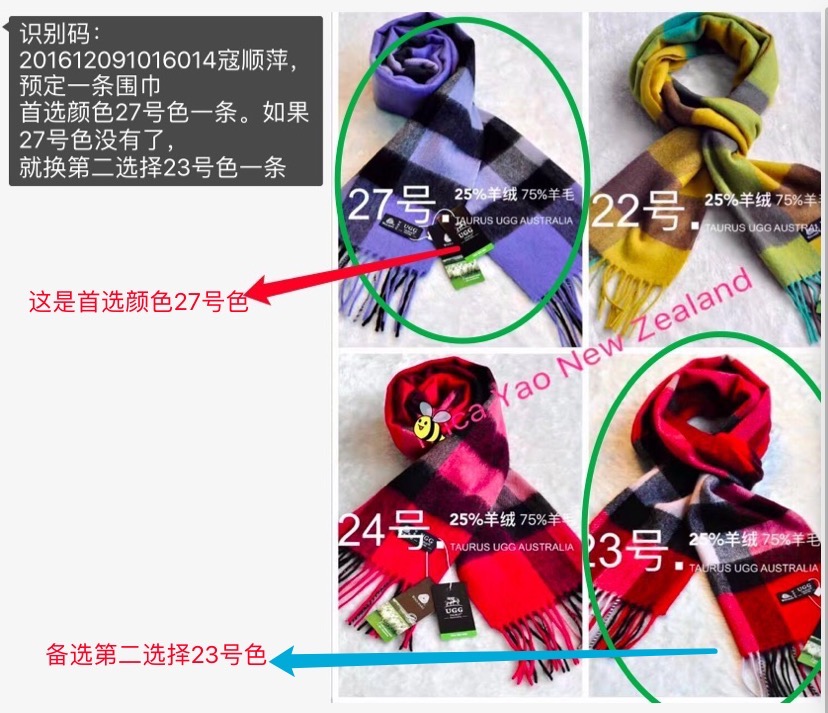 识别码：
201612091016014寇顺萍，
预定一条围巾
首选颜色27号色一条。如果
27号色没有了，
就换第二选择23号色一条
27号.
25%羊绒 75%羊毛
TAURUS UGG AUSTRALIA
UGG
22号.
25%羊绒 75%羊毛
TAURUS UGG AUSTRALIA
这是首选颜色27号色
Yao New Zealand
24号.
25%羊绒 75%羊
TAURUS UGG AUSTRALIA
UGG
23号.
25%羊绒 75%羊毛
TAURUS UGG AUSTRALIA
备选第二选择23号色